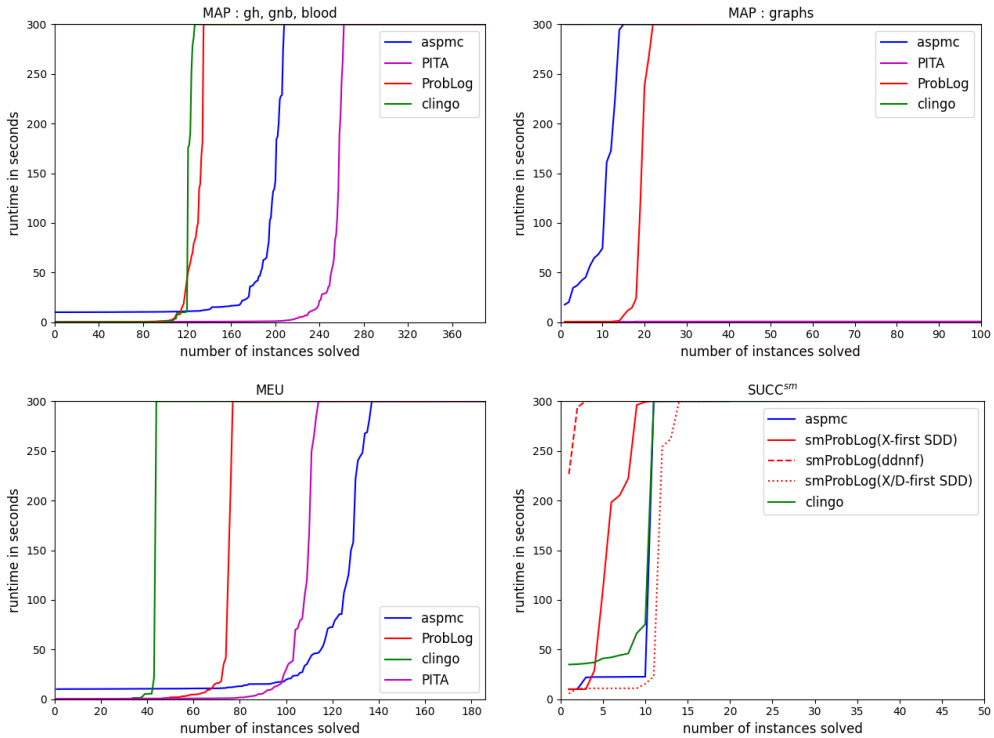 MAP : gh, gnb, blood
runtime in seconds
300
250
200
150
100
50
0
aspmc
PITA
ProbLog
clingo
0 40 80 120 160 200 240 280 320 360
number of instances solved
MAP : graphs
runtime in seconds
300
250
200
150
100
50
0
aspmc
PITA
ProbLog
clingo
0 10 20 30 40 50 60 70 80 90 100
number of instances solved
MEU
runtime in seconds
300
250
200
150
100
50
0
aspmc
ProbLog
clingo
PITA
0 20 40 60 80 100 120 140 160 180
number of instances solved
SUCC^sm
runtime in seconds
300
250
200
150
100
50
0
aspmc
smProbLog(X-first SDD)
smProbLog(ddnnf)
smProbLog(X/D-first SDD)
clingo
0 5 10 15 20 25 30 35 40 45 50
number of instances solved